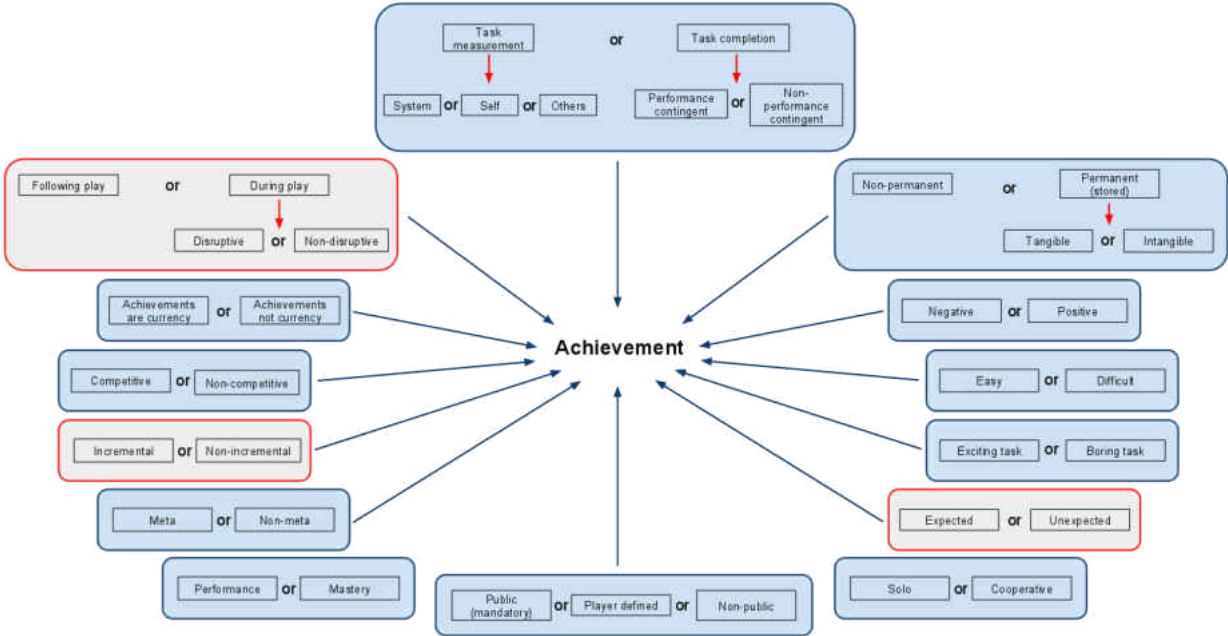 Task measurement or Task completion
System or Self or Others
Performance contingent or Non-performance contingent
Following play or During play
Disruptive or Non-disruptive
Non-permanent or Permanent (stored)
Tangible or Intangible
Achievements are currency or Achievements not currency
Negative or Positive
Achievement
Competitive or Non-competitive
Easy or Difficult
Incremental or Non-incremental
Exciting task or Boring task
Meta or Non-meta
Expected or Unexpected
Performance or Mastery
Public (mandatory) or Player defined or Non-public
Solo or Cooperative